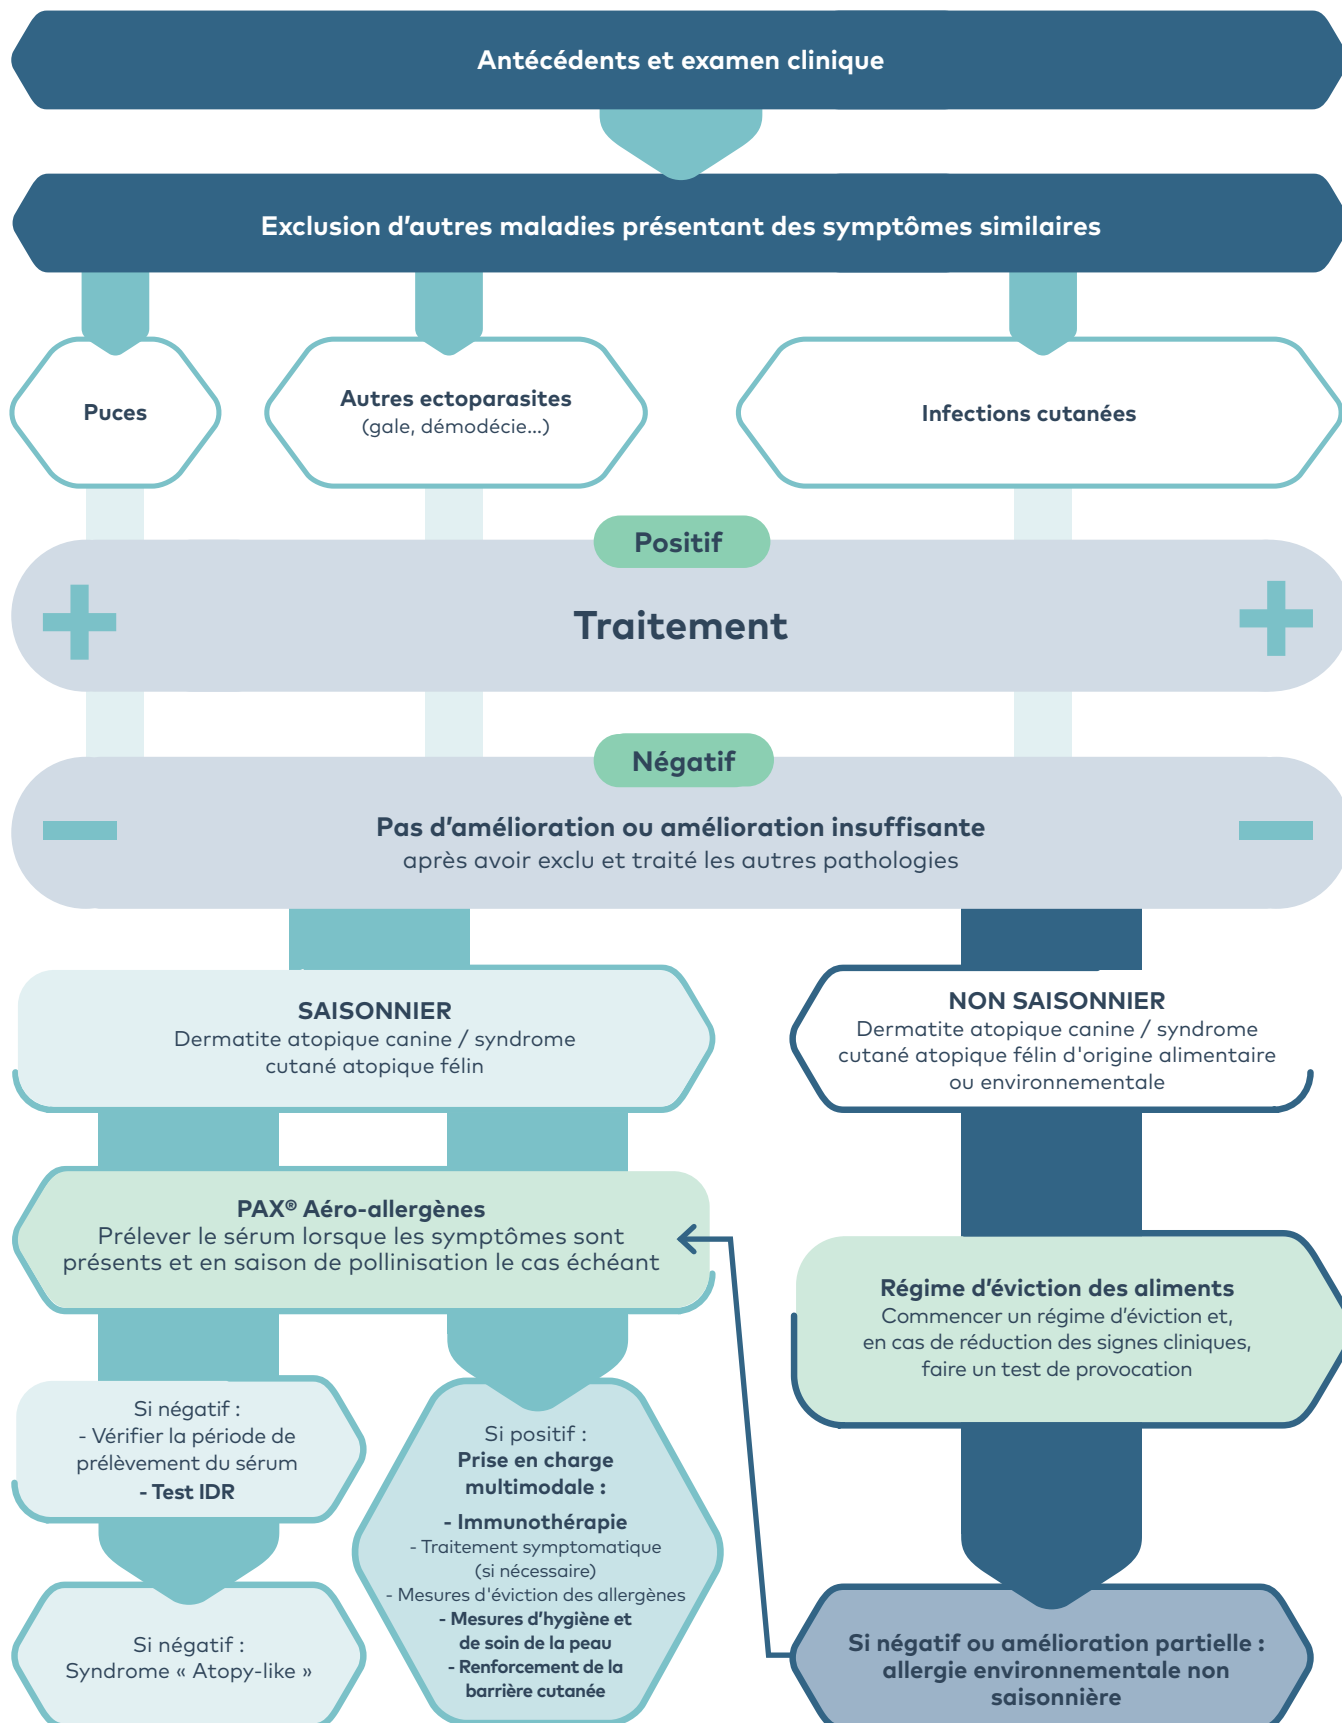 Antécédents et examen clinique
Exclusion d'autres maladies présentant des symptômes similaires
Puces
Autres ectoparasites
(gale, démodécie...)
Infections cutanées
Positif
Traitement
Négatif
Pas d'amélioration ou amélioration insuffisante
après avoir exclu et traité les autres pathologies
SAISONNIER
Dermatite atopique canine / syndrome
cutané atopique félin
NON SAISONNIER
Dermatite atopique canine / syndrome
cutané atopique félin d'origine alimentaire
ou environnementale
PAX® Aéro-allergènes
Prélever le sérum lorsque les symptômes sont
présents et en saison de pollinisation le cas échéant
Régime d'éviction des aliments
Commencer un régime d'éviction et,
en cas de réduction des signes cliniques,
faire un test de provocation
Si négatif :
- Vérifier la période de
prélèvement du sérum
- Test IDR
Si positif :
Prise en charge
multimodale :
- Immunothérapie
- Traitement symptomatique
(si nécessaire)
- Mesures d'éviction des allergènes
- Mesures d'hygiène et
de soin de la peau
- Renforcement de la
barrière cutanée
Si négatif :
Syndrome « Atopy-like »
Si négatif ou amélioration partielle :
allergie environnementale non
saisonnière